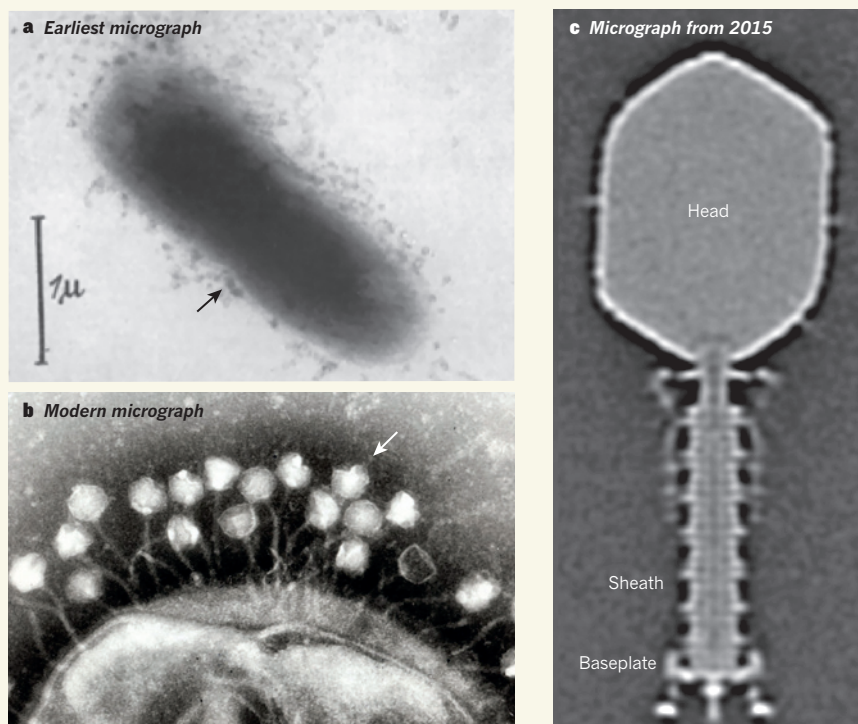 a Earliest micrograph
1μ
b Modern micrograph
c Micrograph from 2015
Head
Sheath
Baseplate